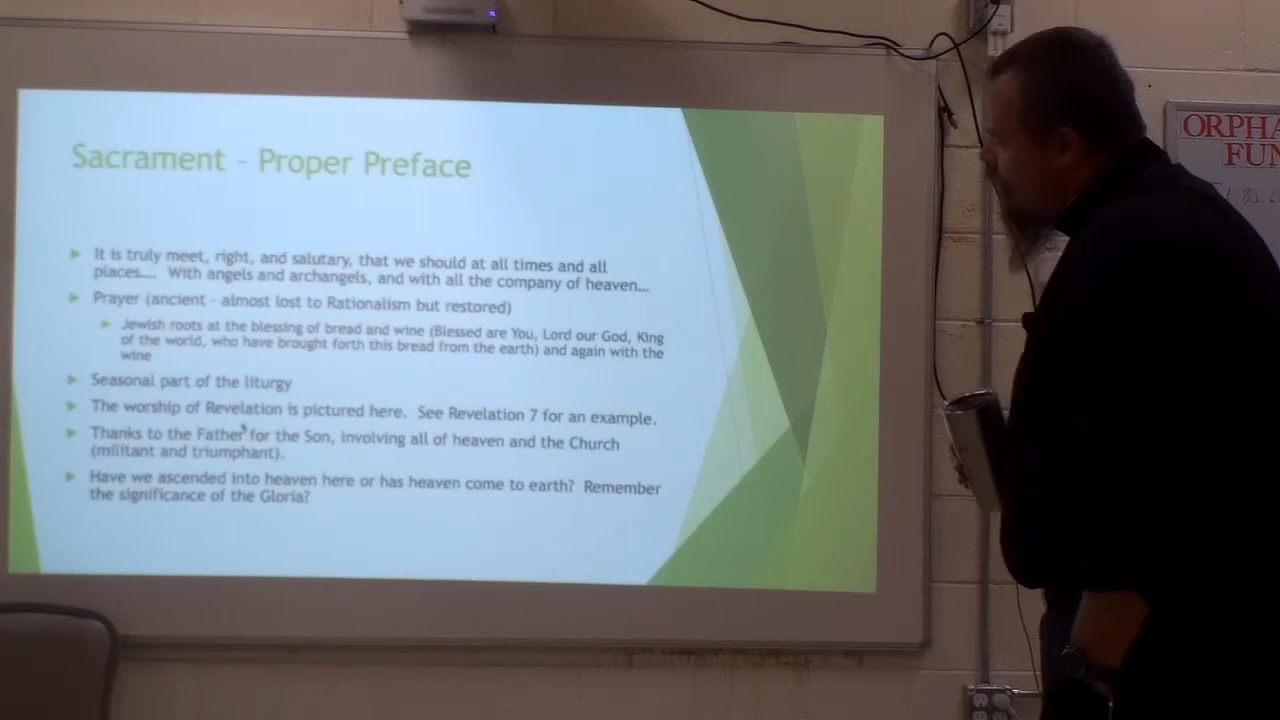 Sacrament – Proper Preface
It is truly meet, right, and salutary, that we should at all times and all
places.... With angels and archangels, and with all the company of heaven...
Prayer (ancient – almost lost to Rationalism but restored)
Jewish roots at the blessing of bread and wine (Blessed are You, Lord our God, King
of the world, who have brought forth this bread from the earth) and again with the
wine
Seasonal part of the liturgy
The worship of Revelation is pictured here. See Revelation 7 for an example.
Thanks to the Father for the Son, involving all of heaven and the Church
(militant and triumphant).
Have we ascended into heaven here or has heaven come to earth? Remember
the significance of the Gloria?
ORPHA
FUN